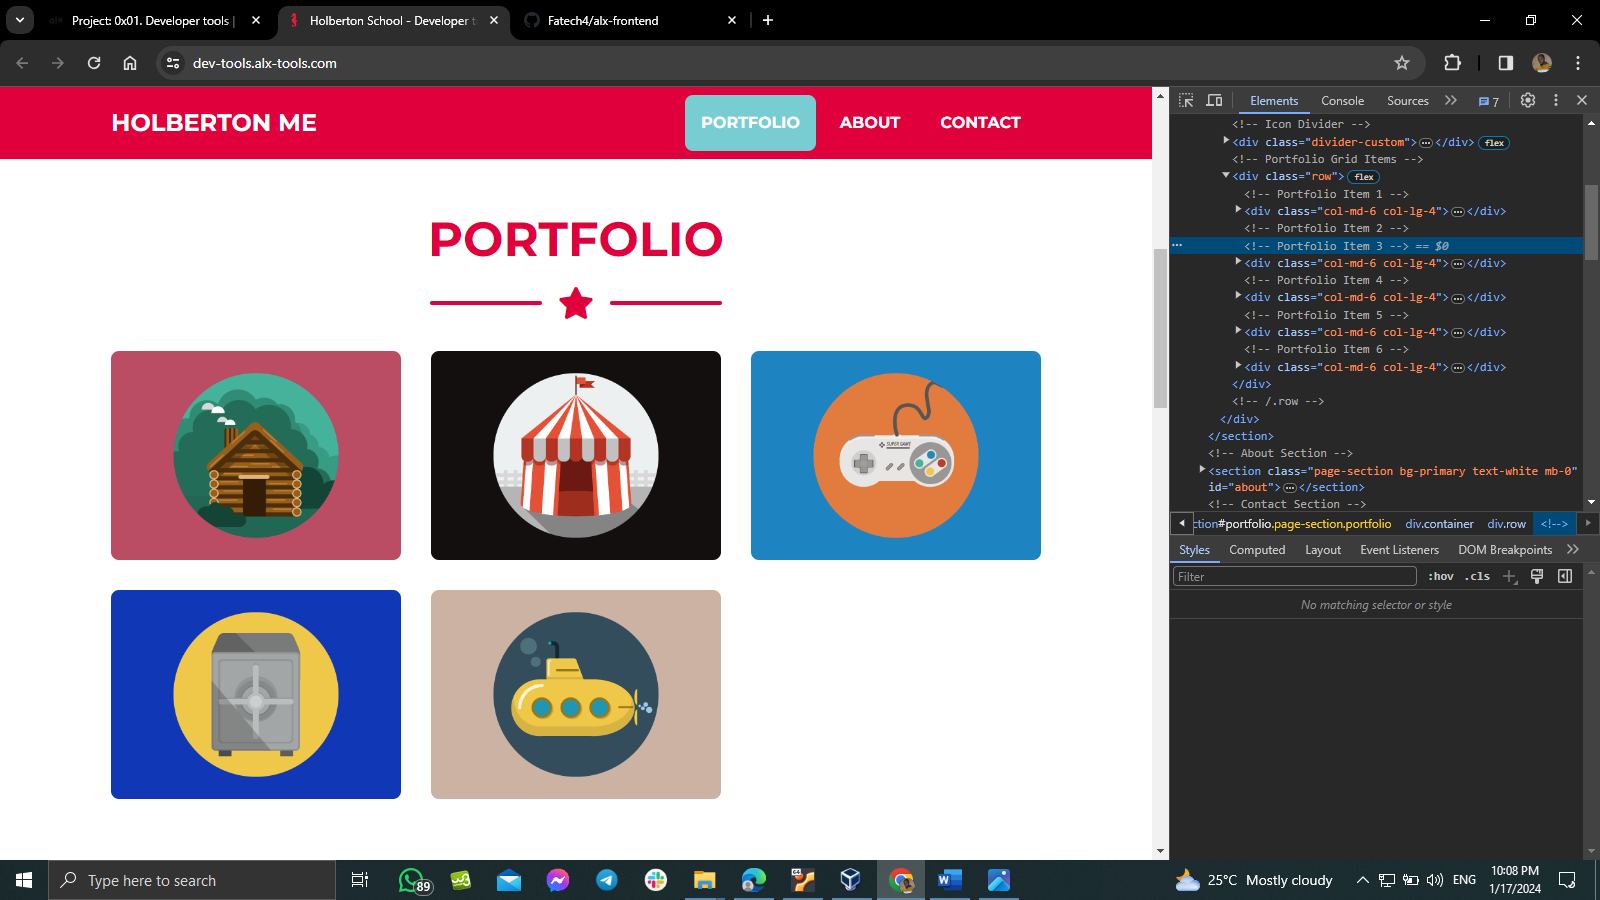 Project: 0x01. Developer tools |
Holberton School - Developer t
Fatech4/alx-frontend
dev-tools.alx-tools.com
HOLBERTON ME
PORTFOLIO
ABOUT
CONTACT
PORTFOLIO
SUPER GAME
Elements
Console
Sources
7
<!-- Icon Divider -->
<div class="divider-custom">…</div> flex
<!-- Portfolio Grid Items -->
<div class="row"> flex
<!-- Portfolio Item 1 -->
<div class="col-md-6 col-lg-4">…</div>
<!-- Portfolio Item 2 -->
<!-- Portfolio Item 3 --> == $0
<div class="col-md-6 col-lg-4">…</div>
<!-- Portfolio Item 4 -->
<div class="col-md-6 col-lg-4">…</div>
<!-- Portfolio Item 5 -->
<div class="col-md-6 col-lg-4">…</div>
<!-- Portfolio Item 6 -->
<div class="col-md-6 col-lg-4">…</div>
</div>
<!-- /.row -->
</div>
</section>
<!-- About Section -->
<section class="page-section bg-primary text-white mb-0"
id="about">…</section>
<!-- Contact Section -->
ction#portfolio.page-section.portfolio
div.container
div.row
<!-->
Styles
Computed
Layout
Event Listeners
DOM Breakpoints
Filter
:hov
.cls
No matching selector or style
Type here to search
89
25°C Mostly cloudy
ENG
10:08 PM
1/17/2024